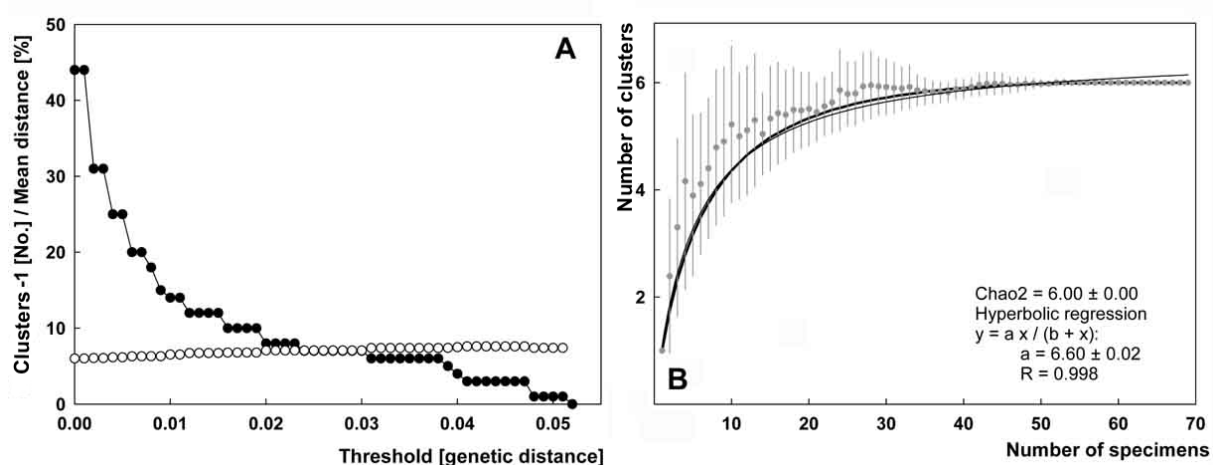 50
A
40
30
20
10
0
0.00 0.01 0.02 0.03 0.04 0.05
Clusters -1 [No.] / Mean distance [%]
Threshold [genetic distance]
6
4
2
Number of clusters
Chao2 = 6.00 ± 0.00
Hyperbolic regression
y = a x / (b + x):
a = 6.60 ± 0.02
R = 0.998
B
10 20 30 40 50 60 70
Number of specimens